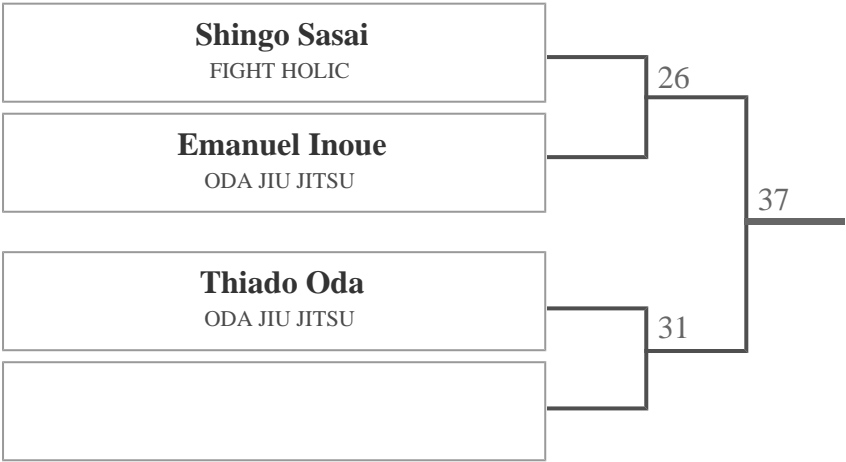 Shingo Sasai
FIGHT HOLIC
26
Emanuel Inoue
ODA JIU JITSU
37
Thiado Oda
ODA JIU JITSU
31